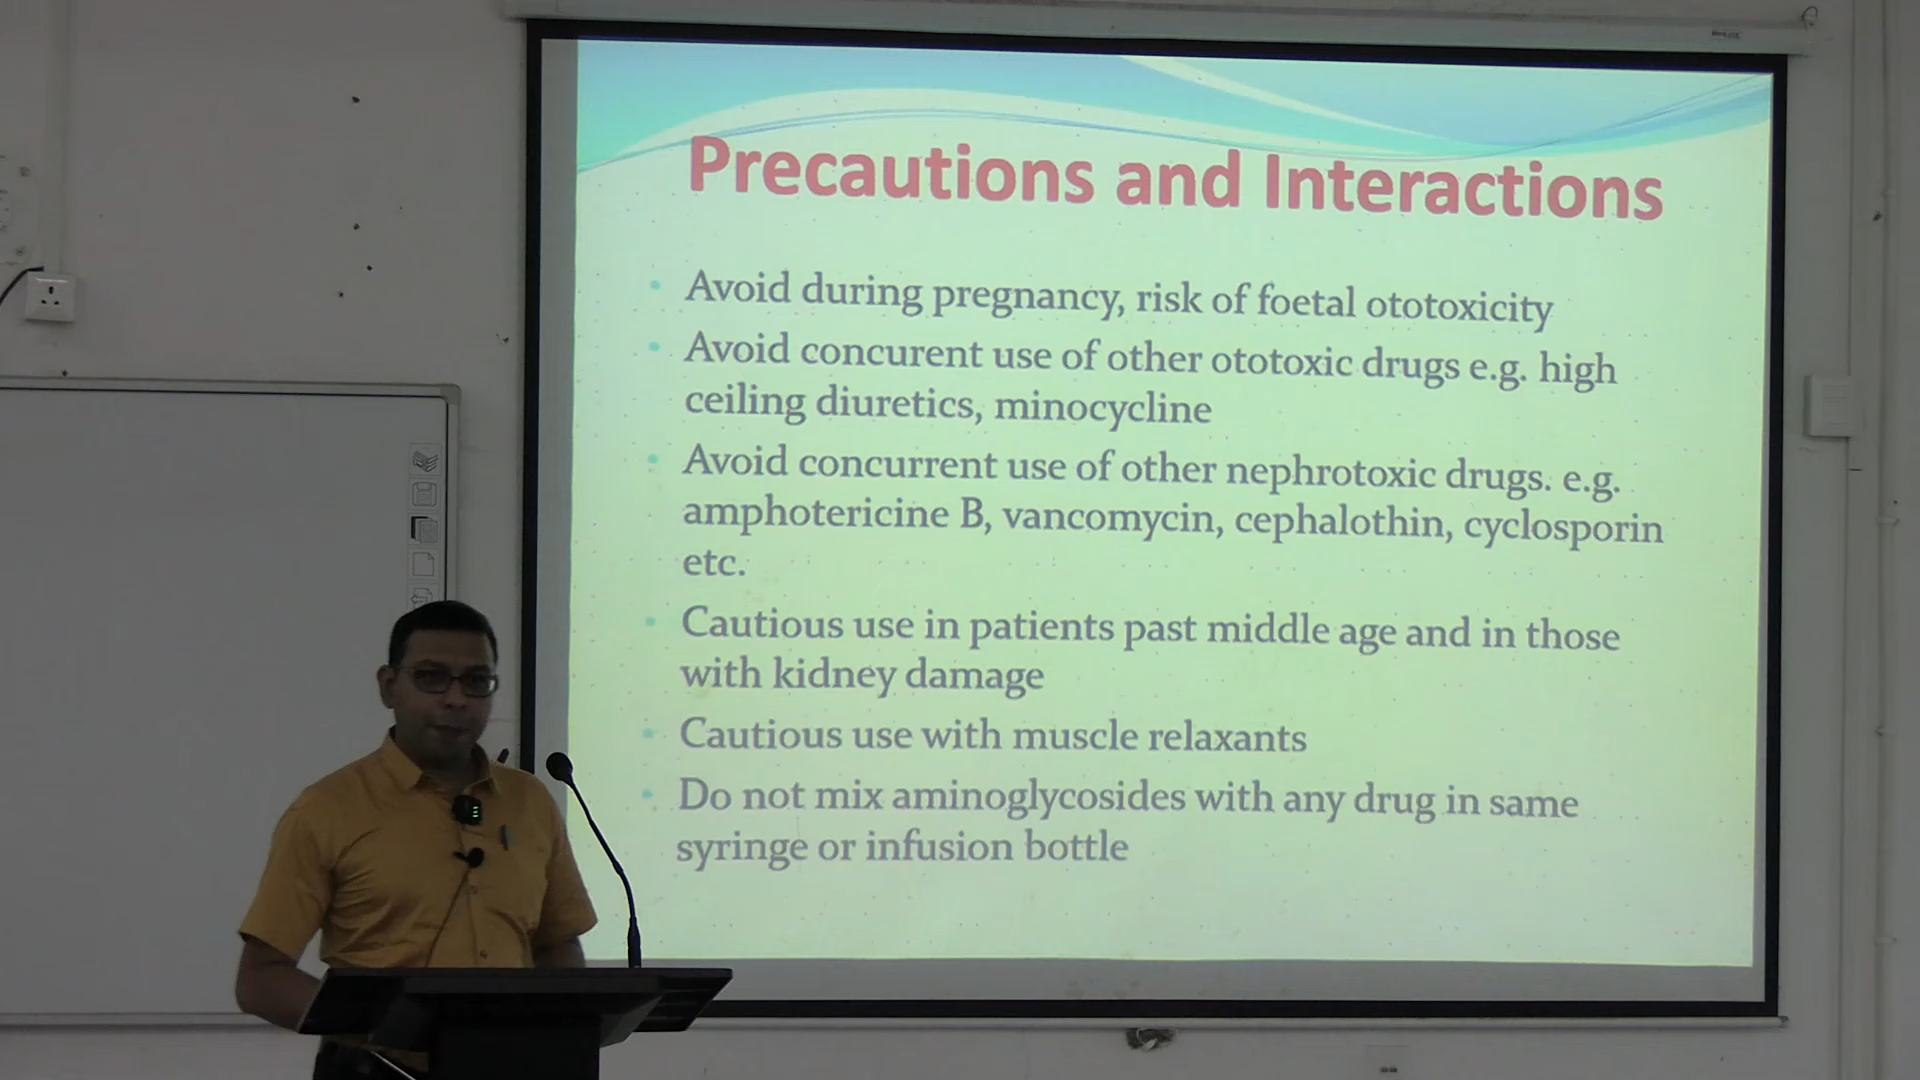 Precautions and Interactions
• Avoid during pregnancy, risk of foetal ototoxicity
• Avoid concurent use of other ototoxic drugs e.g. high
ceiling diuretics, minocycline
• Avoid concurrent use of other nephrotoxic drugs. e.g.
amphotericine B, vancomycin, cephalothin, cyclosporin
etc.
• Cautious use in patients past middle age and in those
with kidney damage
• Cautious use with muscle relaxants
• Do not mix aminoglycosides with any drug in same
syringe or infusion bottle